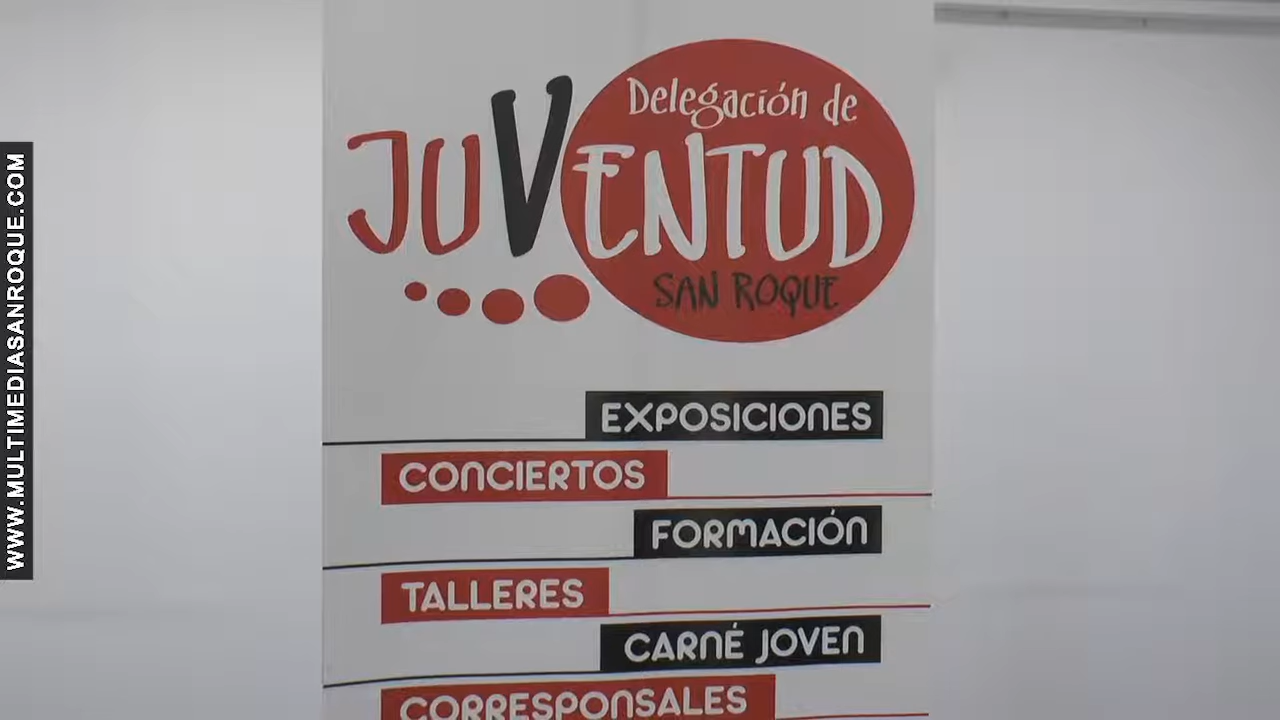 WWW.MULTIMEDIASANROQUE.COM
Delegación de
JUVENTUD
SAN ROQUE
EXPOSICIONES
CONCIERTOS
FORMACIÓN
TALLERES
CARNÉ JOVEN
CORRESPONSALES